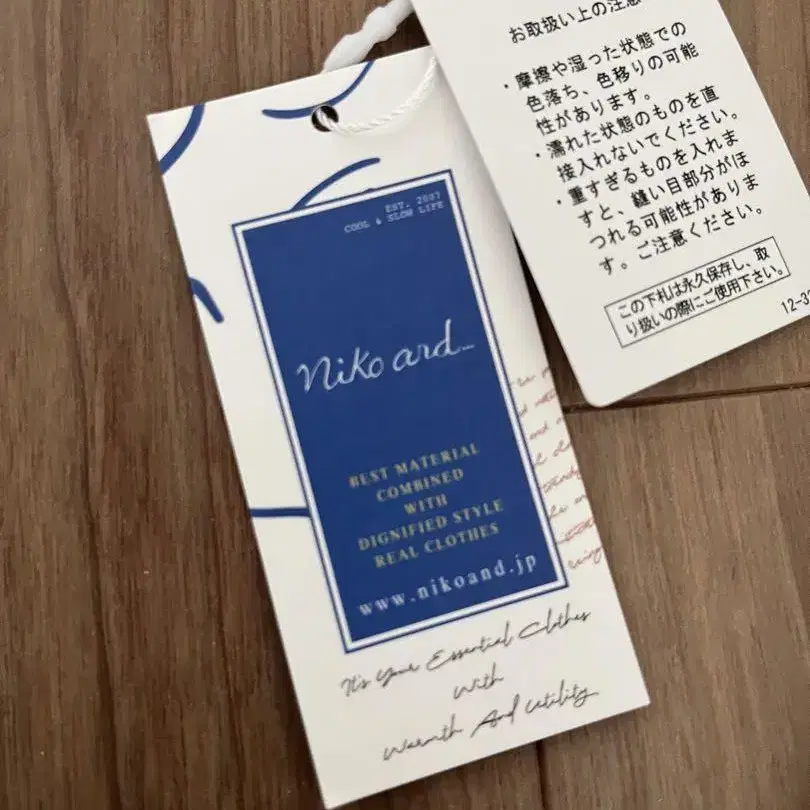 EST. 2007
COOL & SLOW LIFE
niko and...
BEST MATERIAL
COMBINED
WITH
DIGNIFIED STYLE
REAL CLOTHES
www.nikoand.jp
It's Your Essential Clothes
With
Warmth And Utility
お取扱い上の注意
・摩擦や湿った状態での
色落ち、色移りの可能
性があります。
・濡れた状態のものを直
接入れないでください。
・重すぎるものを入れま
すと、縫い目部分がほ
つれる可能性がありま
す。ご注意ください。
この下札は永久保存し、取
り扱いの際にご使用下さい。